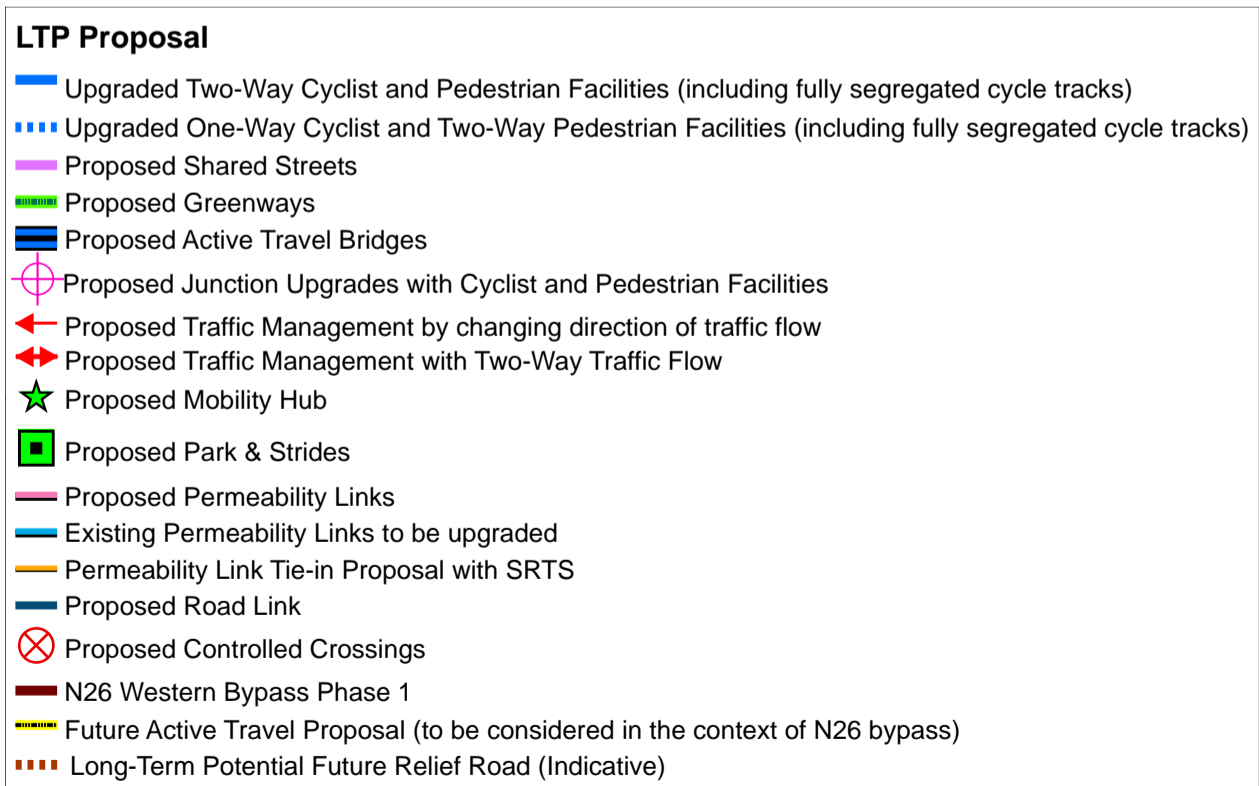 LTP Proposal
Upgraded Two-Way Cyclist and Pedestrian Facilities (including fully segregated cycle tracks)
Upgraded One-Way Cyclist and Two-Way Pedestrian Facilities (including fully segregated cycle tracks)
Proposed Shared Streets
Proposed Greenways
Proposed Active Travel Bridges
Proposed Junction Upgrades with Cyclist and Pedestrian Facilities
Proposed Traffic Management by changing direction of traffic flow
Proposed Traffic Management with Two-Way Traffic Flow
Proposed Mobility Hub
Proposed Park & Strides
Proposed Permeability Links
Existing Permeability Links to be upgraded
Permeability Link Tie-in Proposal with SRTS
Proposed Road Link
Proposed Controlled Crossings
N26 Western Bypass Phase 1
Future Active Travel Proposal (to be considered in the context of N26 bypass)
Long-Term Potential Future Relief Road (Indicative)